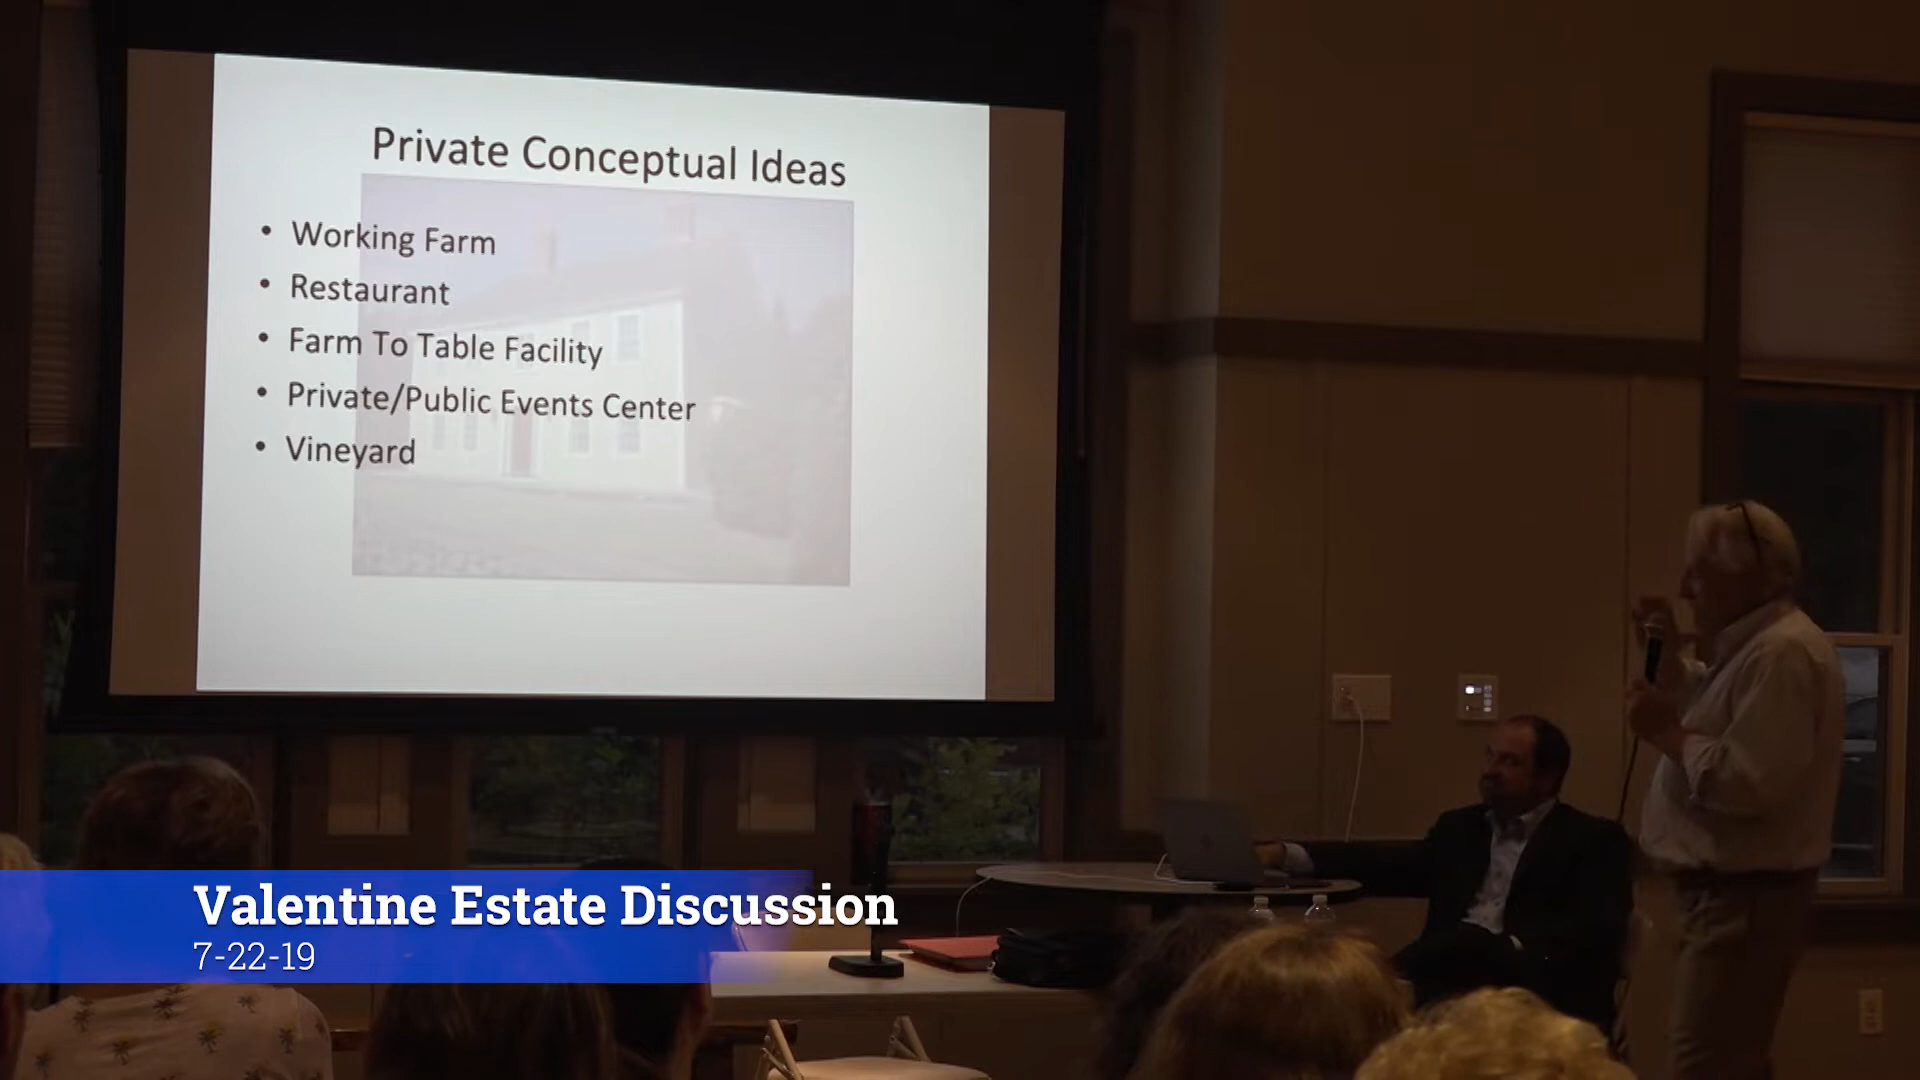 Private Conceptual Ideas
• Working Farm
• Restaurant
• Farm To Table Facility
• Private/Public Events Center
• Vineyard
Valentine Estate Discussion
7-22-19